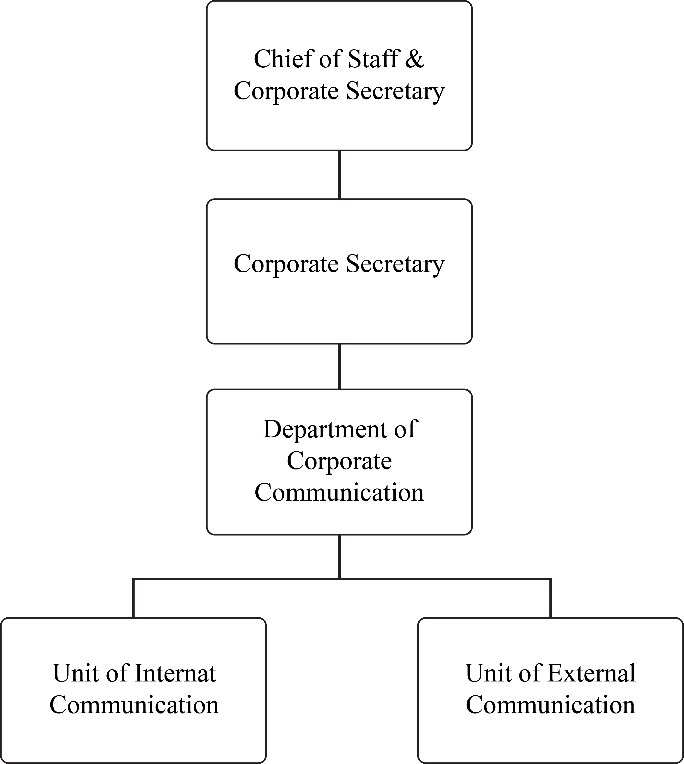 Chief of Staff &
Corporate Secretary
Corporate Secretary
Department of
Corporate
Communication
Unit of Internat
Communication
Unit of External
Communication